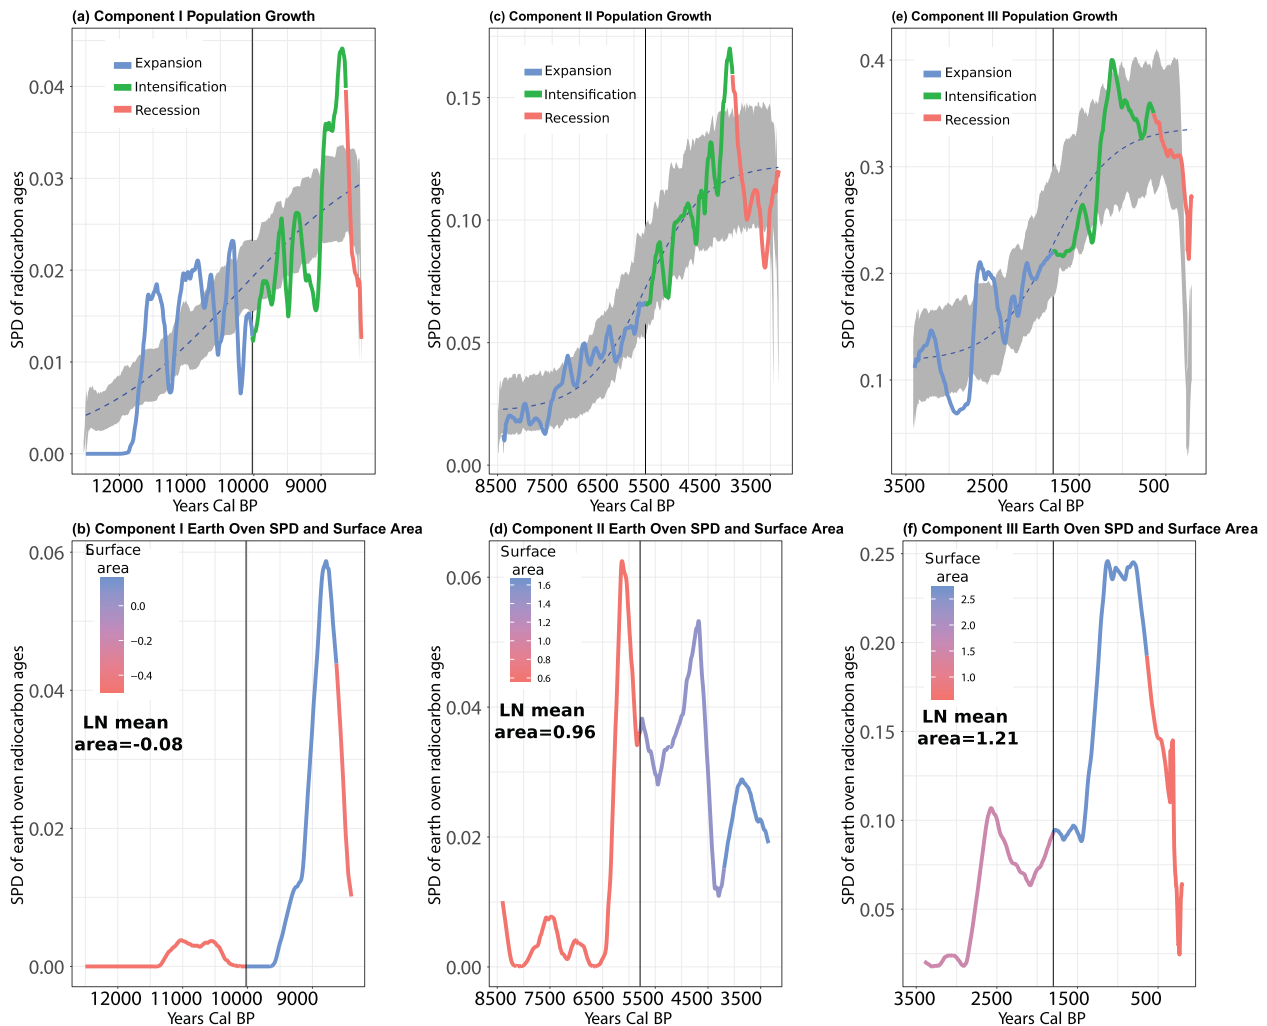 (a) Component I Population Growth
Expansion
Intensification
Recession
SPD of radiocarbon ages
0.04
0.03
0.02
0.01
0.00
12000 11000 10000 9000
Years Cal BP
(c) Component II Population Growth
Expansion
Intensification
Recession
SPD of radiocarbon ages
0.15
0.10
0.05
0.00
8500 7500 6500 5500 4500 3500
Years Cal BP
(e) Component III Population Growth
Expansion
Intensification
Recession
SPD of radiocarbon ages
0.4
0.3
0.2
0.1
3500 2500 1500 500
Years Cal BP
(b) Component I Earth Oven SPD and Surface Area
Surface
area
0.0
−0.2
−0.4
LN mean
area=-0.08
SPD of earth oven radiocarbon ages
0.06
0.04
0.02
0.00
12000 11000 10000 9000
Years Cal BP
(d) Component II Earth Oven SPD and Surface Area
Surface
area
1.6
1.4
1.2
1.0
0.8
0.6
LN mean
area=0.96
SPD of earth oven radiocarbon ages
0.06
0.04
0.02
0.00
8500 7500 6500 5500 4500 3500
Years Cal BP
(f) Component III Earth Oven SPD and Surface Area
Surface
area
2.5
2.0
1.5
1.0
LN mean
area=1.21
SPD of earth oven radiocarbon ages
0.25
0.20
0.15
0.10
0.05
3500 2500 1500 500
Years Cal BP